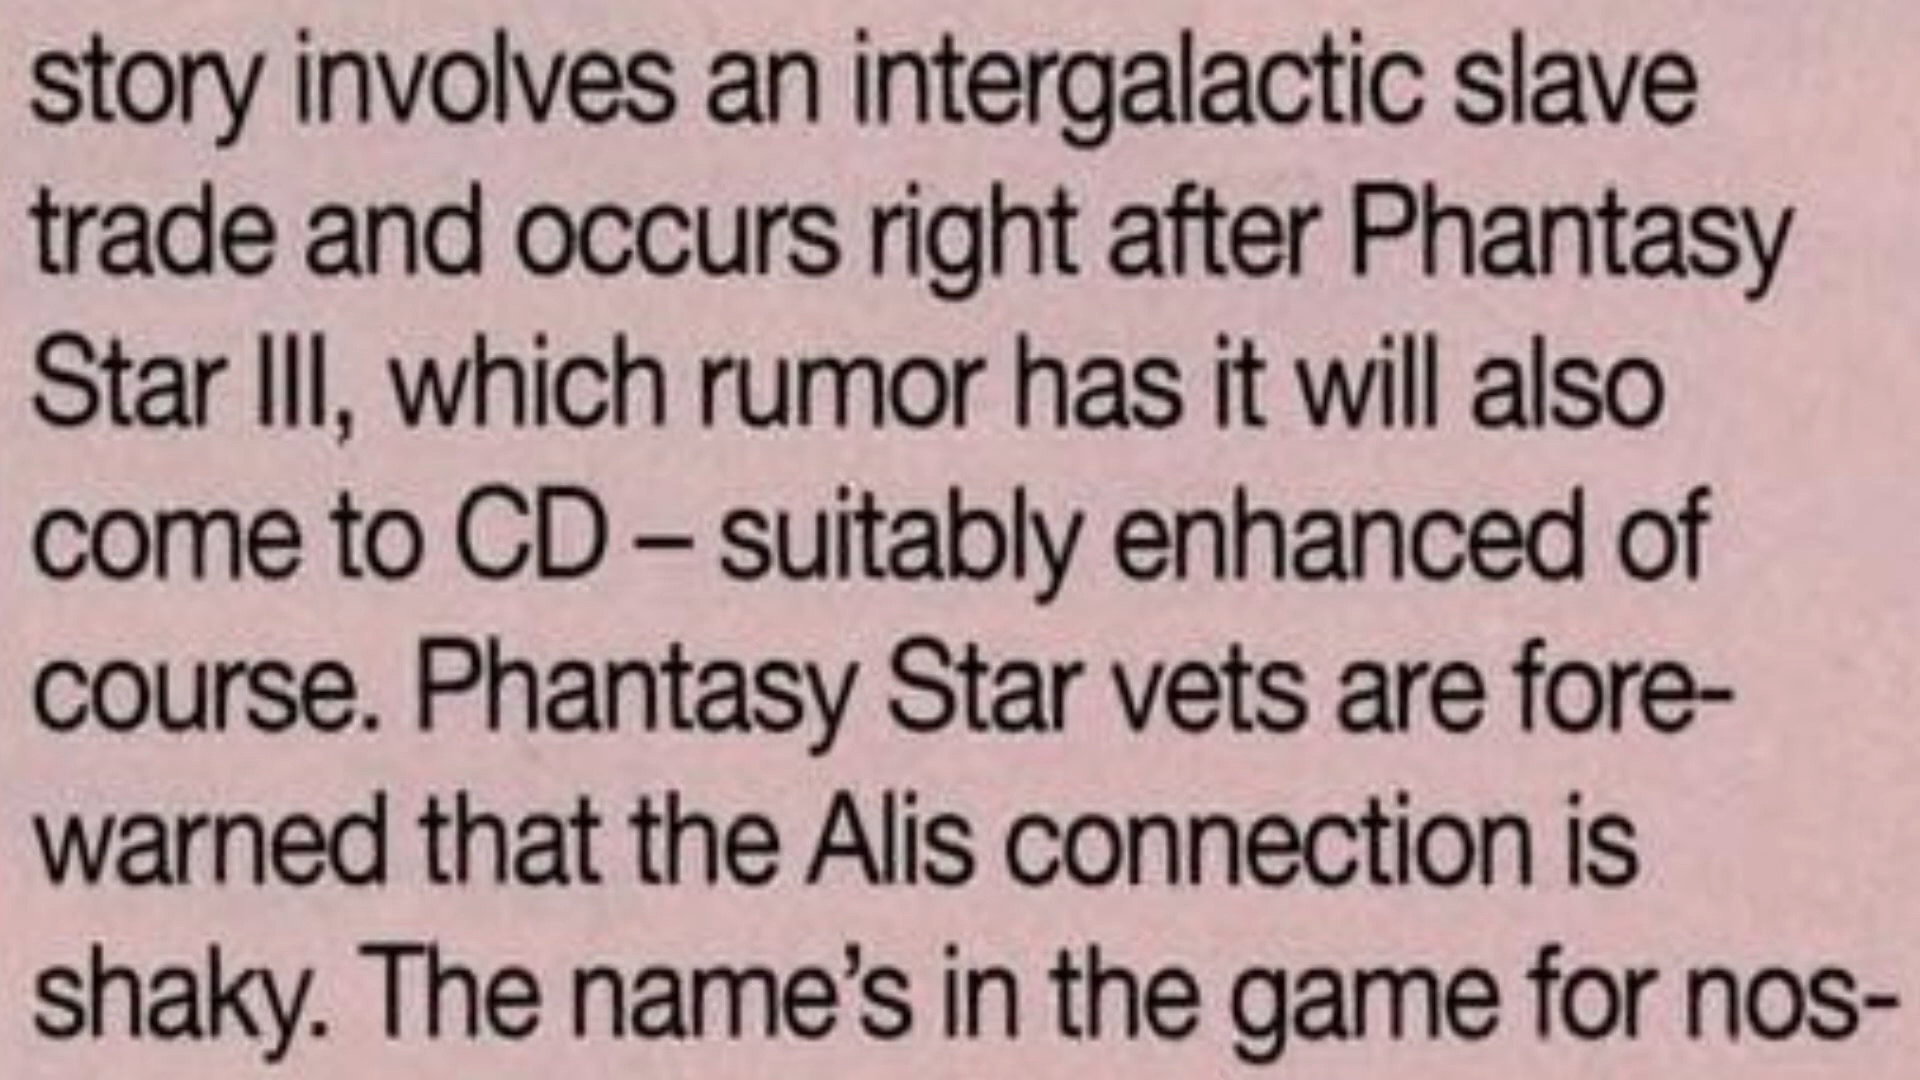 story involves an intergalactic slave
trade and occurs right after Phantasy
Star III, which rumor has it will also
come to CD – suitably enhanced of
course. Phantasy Star vets are fore-
warned that the Alis connection is
shaky. The name’s in the game for nos-